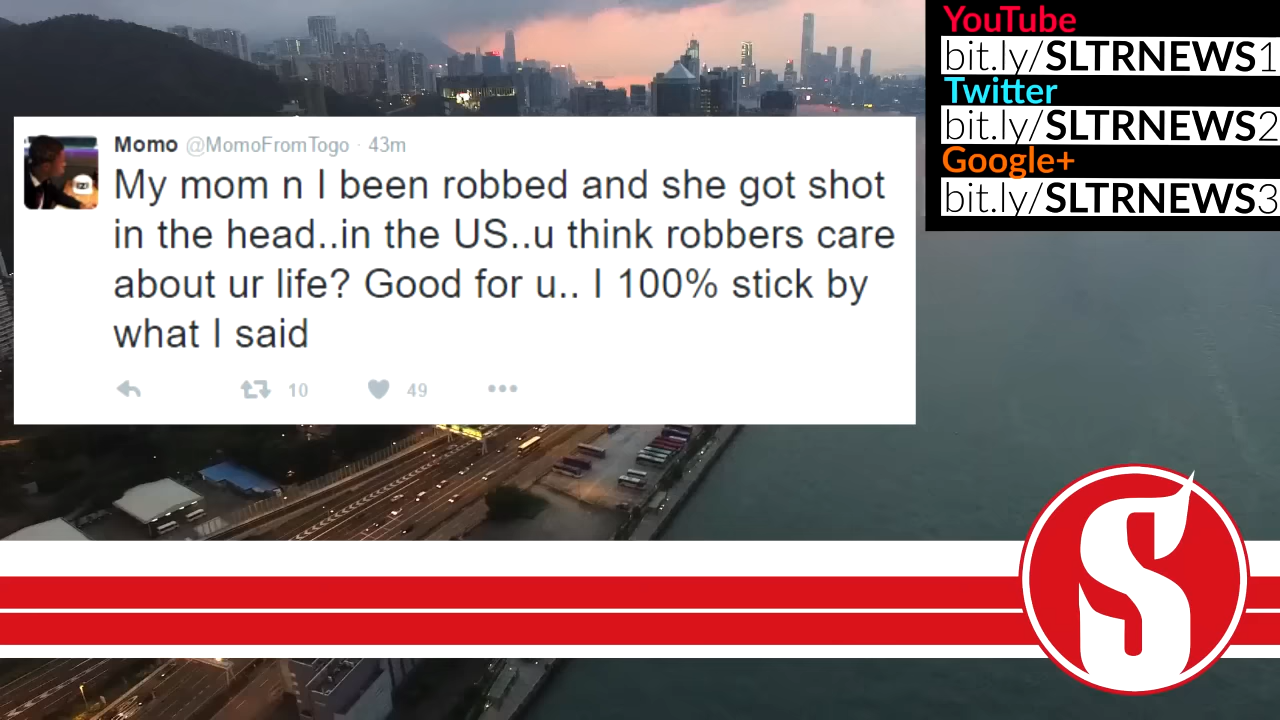 YouTube
bit.ly/SLTRNEWS1
Twitter
bit.ly/SLTRNEWS2
Google+
bit.ly/SLTRNEWS3
Momo @MomoFromTogo · 43m
My mom n I been robbed and she got shot
in the head..in the US..u think robbers care
about ur life? Good for u.. I 100% stick by
what I said
10 49
S